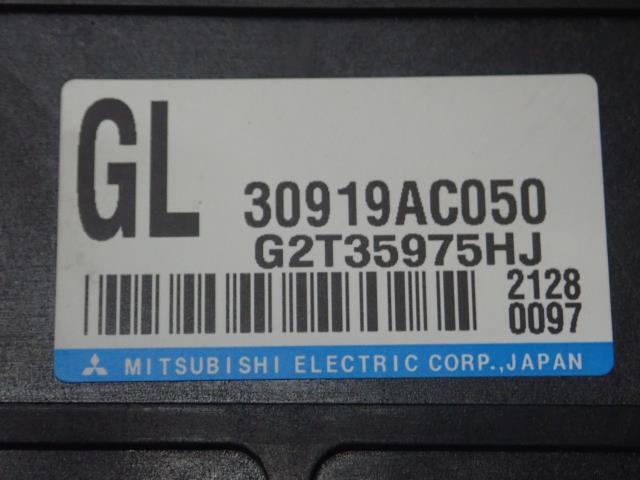 GL 30919AC050
G2T35975HJ
2128
0097
MITSUBISHI ELECTRIC CORP., JAPAN